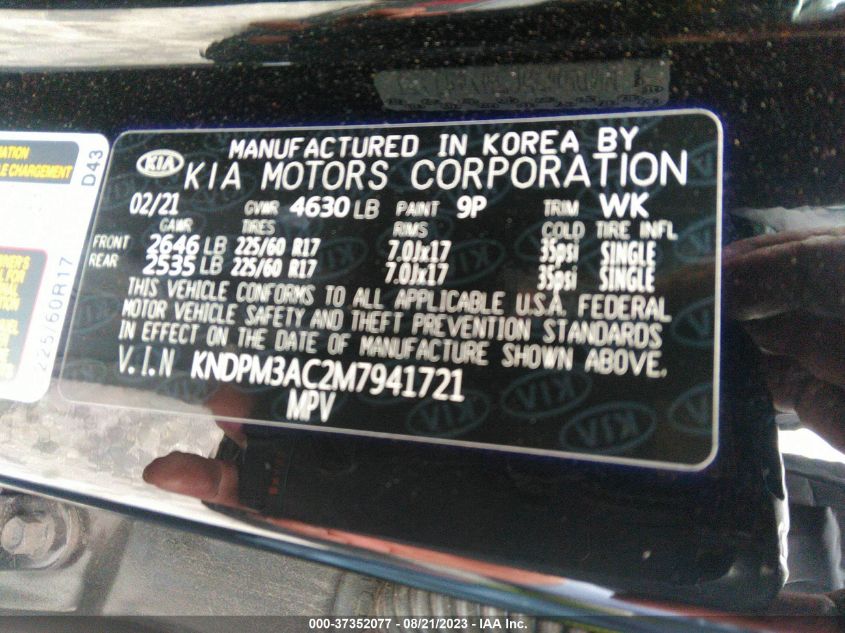 MANUFACTURED IN KOREA BY
KIA KIA MOTORS CORPORATION
02/21 GVWR 4630 LB PAINT 9P TRIM WK
GAWR TIRES RIMS COLD TIRE INFL
FRONT 2646 LB 225/60 R17 7.0Jx17 35psi SINGLE
REAR 2535 LB 225/60 R17 7.0Jx17 35psi SINGLE
THIS VEHICLE CONFORMS TO ALL APPLICABLE U.S.A. FEDERAL
MOTOR VEHICLE SAFETY AND THEFT PREVENTION STANDARDS
IN EFFECT ON THE DATE OF MANUFACTURE SHOWN ABOVE.
V.I.N KNDPM3AC2M7941721
MPV
D43
225/60R17
CHARGEMENT
000-37352077 - 08/21/2023 - IAA Inc.